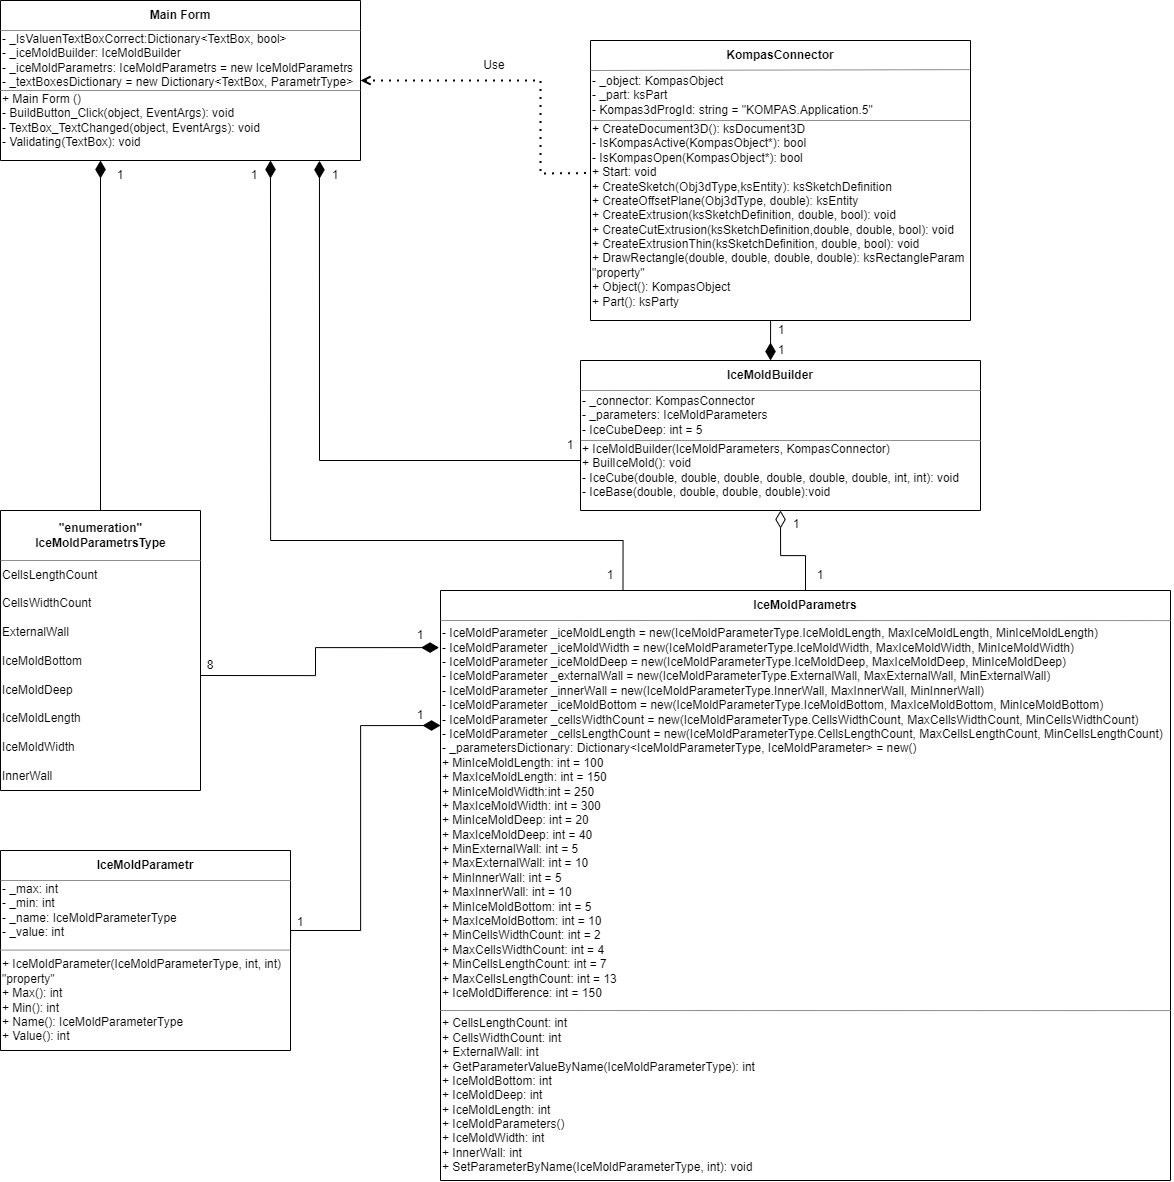 Main Form
- _IsValuenTextBoxCorrect:Dictionary<TextBox, bool>
- _iceMoldBuilder: IceMoldBuilder
- _iceMoldParametrs: IceMoldParametrs = new IceMoldParametrs
- _textBoxesDictionary = new Dictionary<TextBox, ParametrType>
+ Main Form ()
- BuildButton_Click(object, EventArgs): void
- TextBox_TextChanged(object, EventArgs): void
- Validating(TextBox): void
1
1
1
Use
KompasConnector
- _object: KompasObject
- _part: ksPart
- Kompas3dProgId: string = "KOMPAS.Application.5"
+ CreateDocument3D(): ksDocument3D
- IsKompasActive(KompasObject*): bool
- IsKompasOpen(KompasObject*): bool
+ Start: void
+ CreateSketch(Obj3dType,ksEntity): ksSketchDefinition
+ CreateOffsetPlane(Obj3dType, double): ksEntity
+ CreateExtrusion(ksSketchDefinition, double, bool): void
+ CreateCutExtrusion(ksSketchDefinition,double, double, bool): void
+ CreateExtrusionThin(ksSketchDefinition, double, bool): void
+ DrawRectangle(double, double, double, double): ksRectangleParam
"property"
+ Object(): KompasObject
+ Part(): ksParty
1
1
IceMoldBuilder
- _connector: KompasConnector
- _parameters: IceMoldParameters
- IceCubeDeep: int = 5
+ IceMoldBuilder(IceMoldParameters, KompasConnector)
+ BuilIceMold(): void
- IceCube(double, double, double, double, double, double, int, int): void
- IceBase(double, double, double, double):void
1
1
1
1
"enumeration"
IceMoldParametrsType
CellsLengthCount
CellsWidthCount
ExternalWall
IceMoldBottom
IceMoldDeep
IceMoldLength
IceMoldWidth
InnerWall
8
1
1
1
IceMoldParametr
- _max: int
- _min: int
- _name: IceMoldParameterType
- _value: int
+ IceMoldParameter(IceMoldParameterType, int, int)
"property"
+ Max(): int
+ Min(): int
+ Name(): IceMoldParameterType
+ Value(): int
IceMoldParametrs
- IceMoldParameter _iceMoldLength = new(IceMoldParameterType.IceMoldLength, MaxIceMoldLength, MinIceMoldLength)
- IceMoldParameter _iceMoldWidth = new(IceMoldParameterType.IceMoldWidth, MaxIceMoldWidth, MinIceMoldWidth)
- IceMoldParameter _iceMoldDeep = new(IceMoldParameterType.IceMoldDeep, MaxIceMoldDeep, MinIceMoldDeep)
- IceMoldParameter _externalWall = new(IceMoldParameterType.ExternalWall, MaxExternalWall, MinExternalWall)
- IceMoldParameter _innerWall = new(IceMoldParameterType.InnerWall, MaxInnerWall, MinInnerWall)
- IceMoldParameter _iceMoldBottom = new(IceMoldParameterType.IceMoldBottom, MaxIceMoldBottom, MinIceMoldBottom)
- IceMoldParameter _cellsWidthCount = new(IceMoldParameterType.CellsWidthCount, MaxCellsWidthCount, MinCellsWidthCount)
- IceMoldParameter _cellsLengthCount = new(IceMoldParameterType.CellsLengthCount, MaxCellsLengthCount, MinCellsLengthCount)
- _parametersDictionary: Dictionary<IceMoldParameterType, IceMoldParameter> = new()
+ MinIceMoldLength: int = 100
+ MaxIceMoldLength: int = 150
+ MinIceMoldWidth:int = 250
+ MaxIceMoldWidth: int = 300
+ MinIceMoldDeep: int = 20
+ MaxIceMoldDeep: int = 40
+ MinExternalWall: int = 5
+ MaxExternalWall: int = 10
+ MinInnerWall: int = 5
+ MaxInnerWall: int = 10
+ MinIceMoldBottom: int = 5
+ MaxIceMoldBottom: int = 10
+ MinCellsWidthCount: int = 2
+ MaxCellsWidthCount: int = 4
+ MinCellsLengthCount: int = 7
+ MaxCellsLengthCount: int = 13
+ IceMoldDifference: int = 150
+ CellsLengthCount: int
+ CellsWidthCount: int
+ ExternalWall: int
+ GetParameterValueByName(IceMoldParameterType): int
+ IceMoldBottom: int
+ IceMoldDeep: int
+ IceMoldLength: int
+ IceMoldParameters()
+ IceMoldWidth: int
+ InnerWall: int
+ SetParameterByName(IceMoldParameterType, int): void